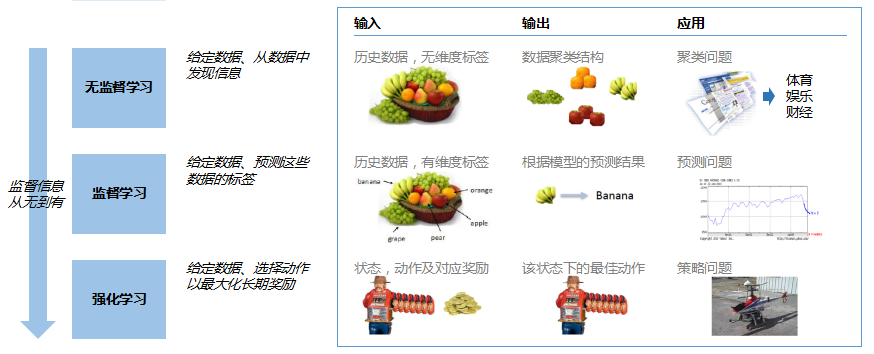 输入
输出
应用
无监督学习
给定数据、从数据中
发现信息
历史数据，无维度标签
数据聚类结构
聚类问题
体育
娱乐
财经
监督信息
从无到有
监督学习
给定数据、预测这些
数据的标签
历史数据，有维度标签
banana
orange
apple
pear
grape
根据模型的预测结果
Banana
预测问题
强化学习
给定数据、选择动作
以最大化长期奖励
状态，动作及对应奖励
该状态下的最佳动作
策略问题